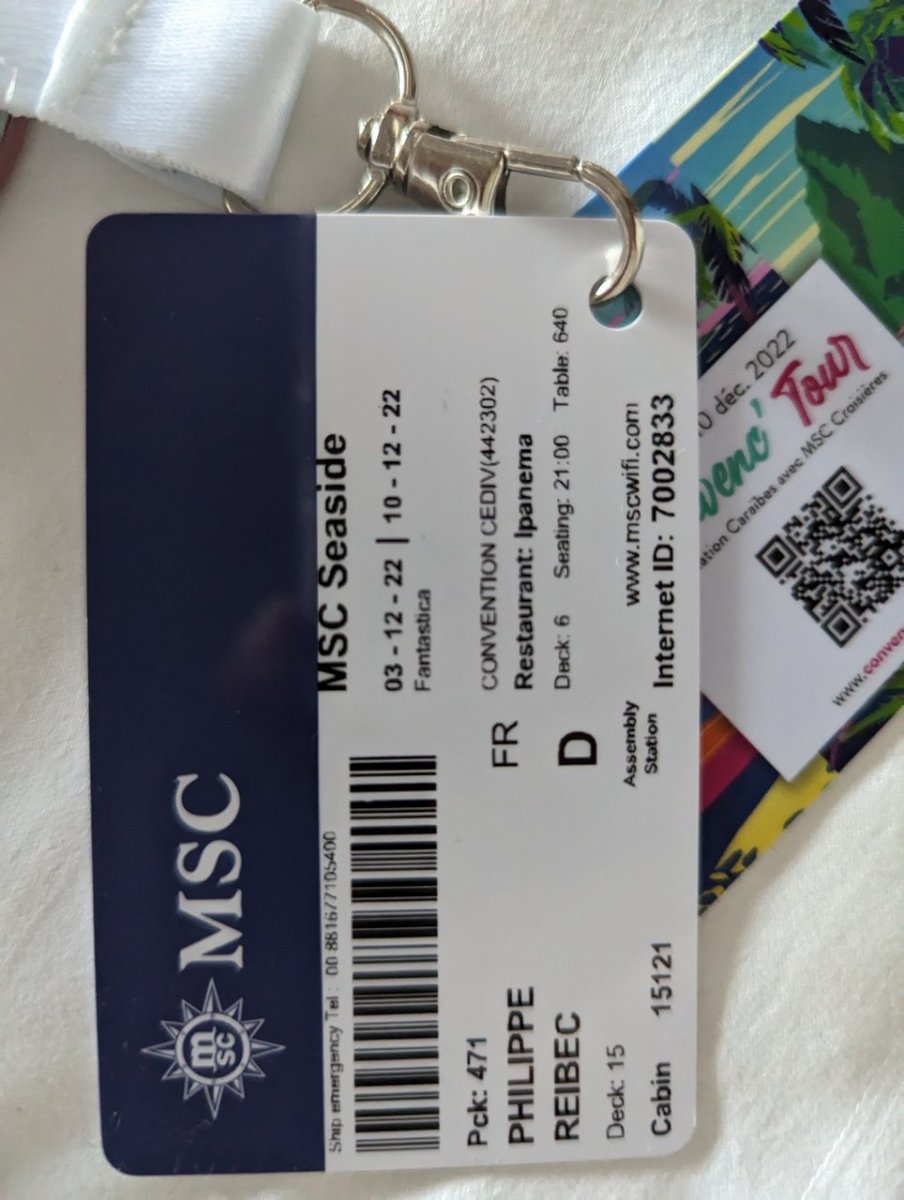 msc
MSC
MSC Seaside
03 - 12 - 22 | 10 - 12 - 22
Fantastica
Ship emergency Tel : 00 881677105400
CONVENTION CEDIV(442302)
Restaurant: Ipanema
Deck: 6 Seating: 21:00 Table: 640
www.mscwifi.com
Internet ID: 7002833
FR
D
Assembly
Station
Pck: 471
PHILIPPE
REIBEC
Deck: 15
Cabin 15121
0 déc. 2022
Tour
Caraïbes avec MSC Croisières